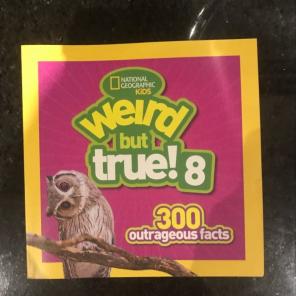 NATIONAL
GEOGRAPHIC
KiDS
weird
but
true! 8
300
outrageous facts